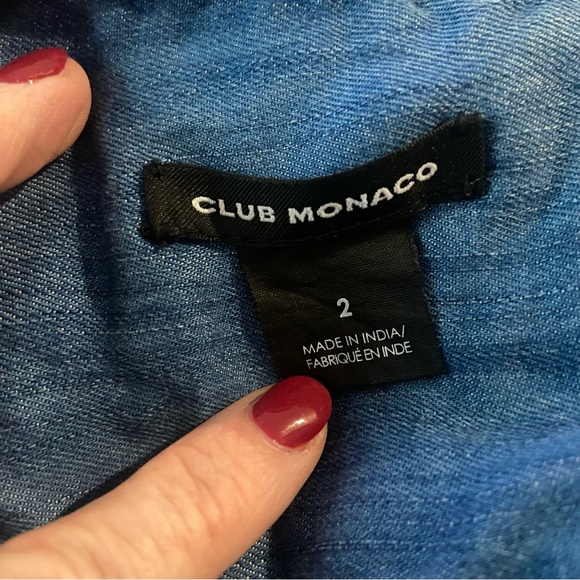 CLUB MONACO
2
MADE IN INDIA/
FABRIQUÉ EN INDE